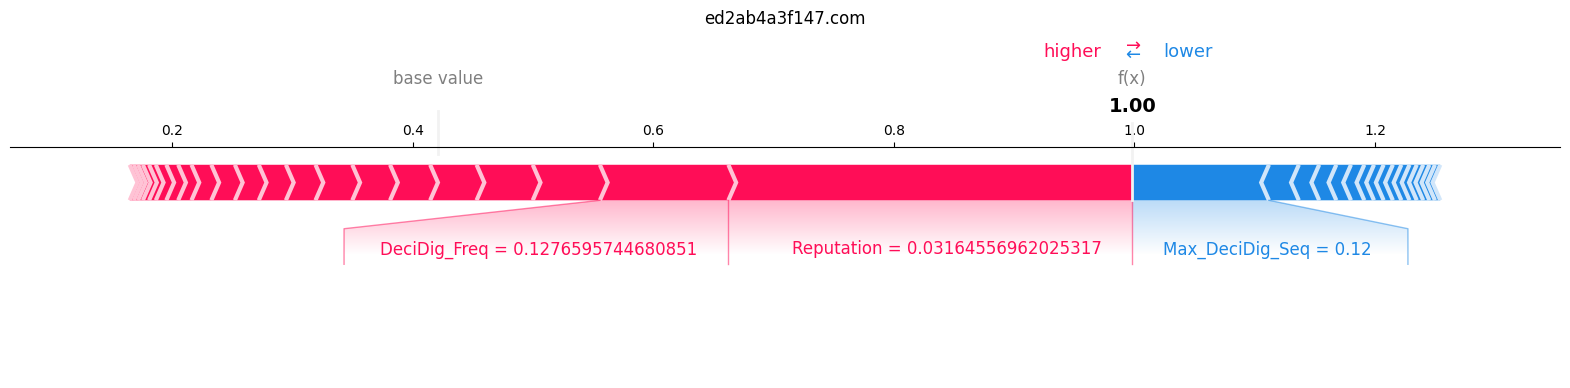 ed2ab4a3f147.com
higher → lower
←
base value f(x)
1.00
0.2 0.4 0.6 0.8 1.0 1.2
DeciDig_Freq = 0.1276595744680851 Reputation = 0.03164556962025317 Max_DeciDig_Seq = 0.12